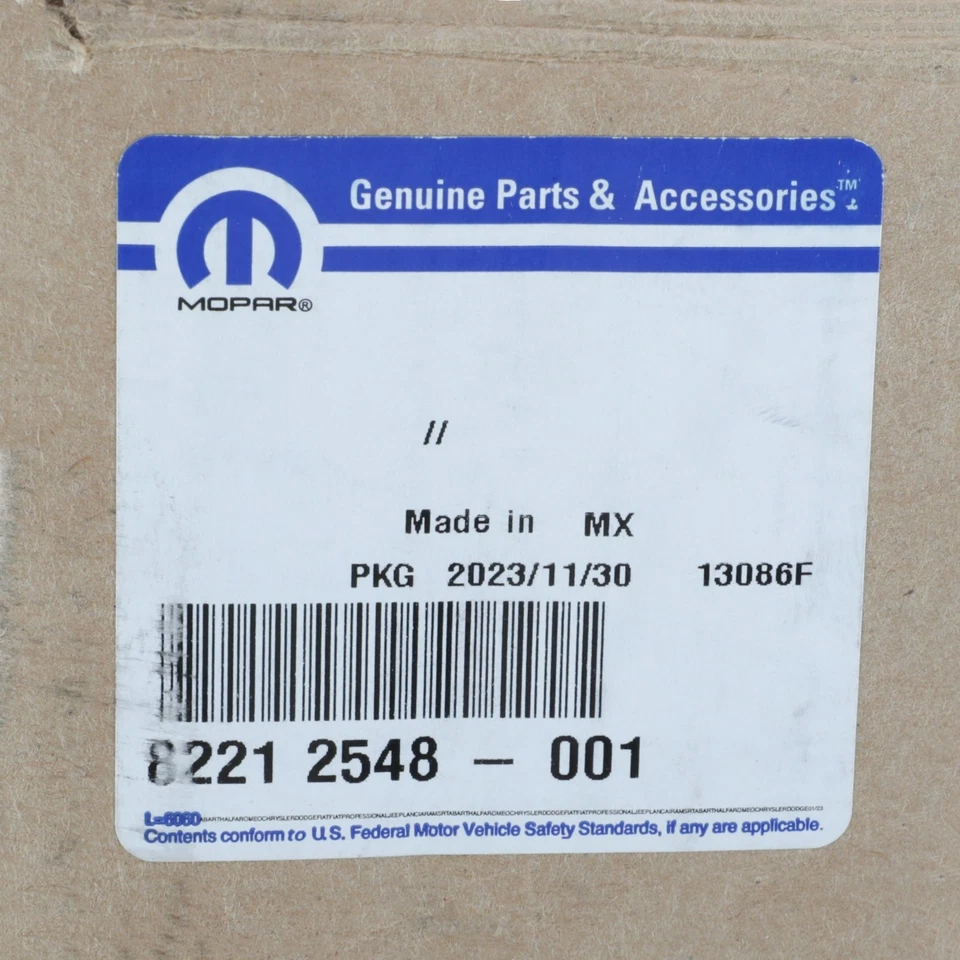 Genuine Parts & Accessories™
MOPAR®
//
Made in MX
PKG 2023/11/30 13086F
8221 2548 – 001
L=6060
Contents conform to U.S. Federal Motor Vehicle Safety Standards, if any are applicable.